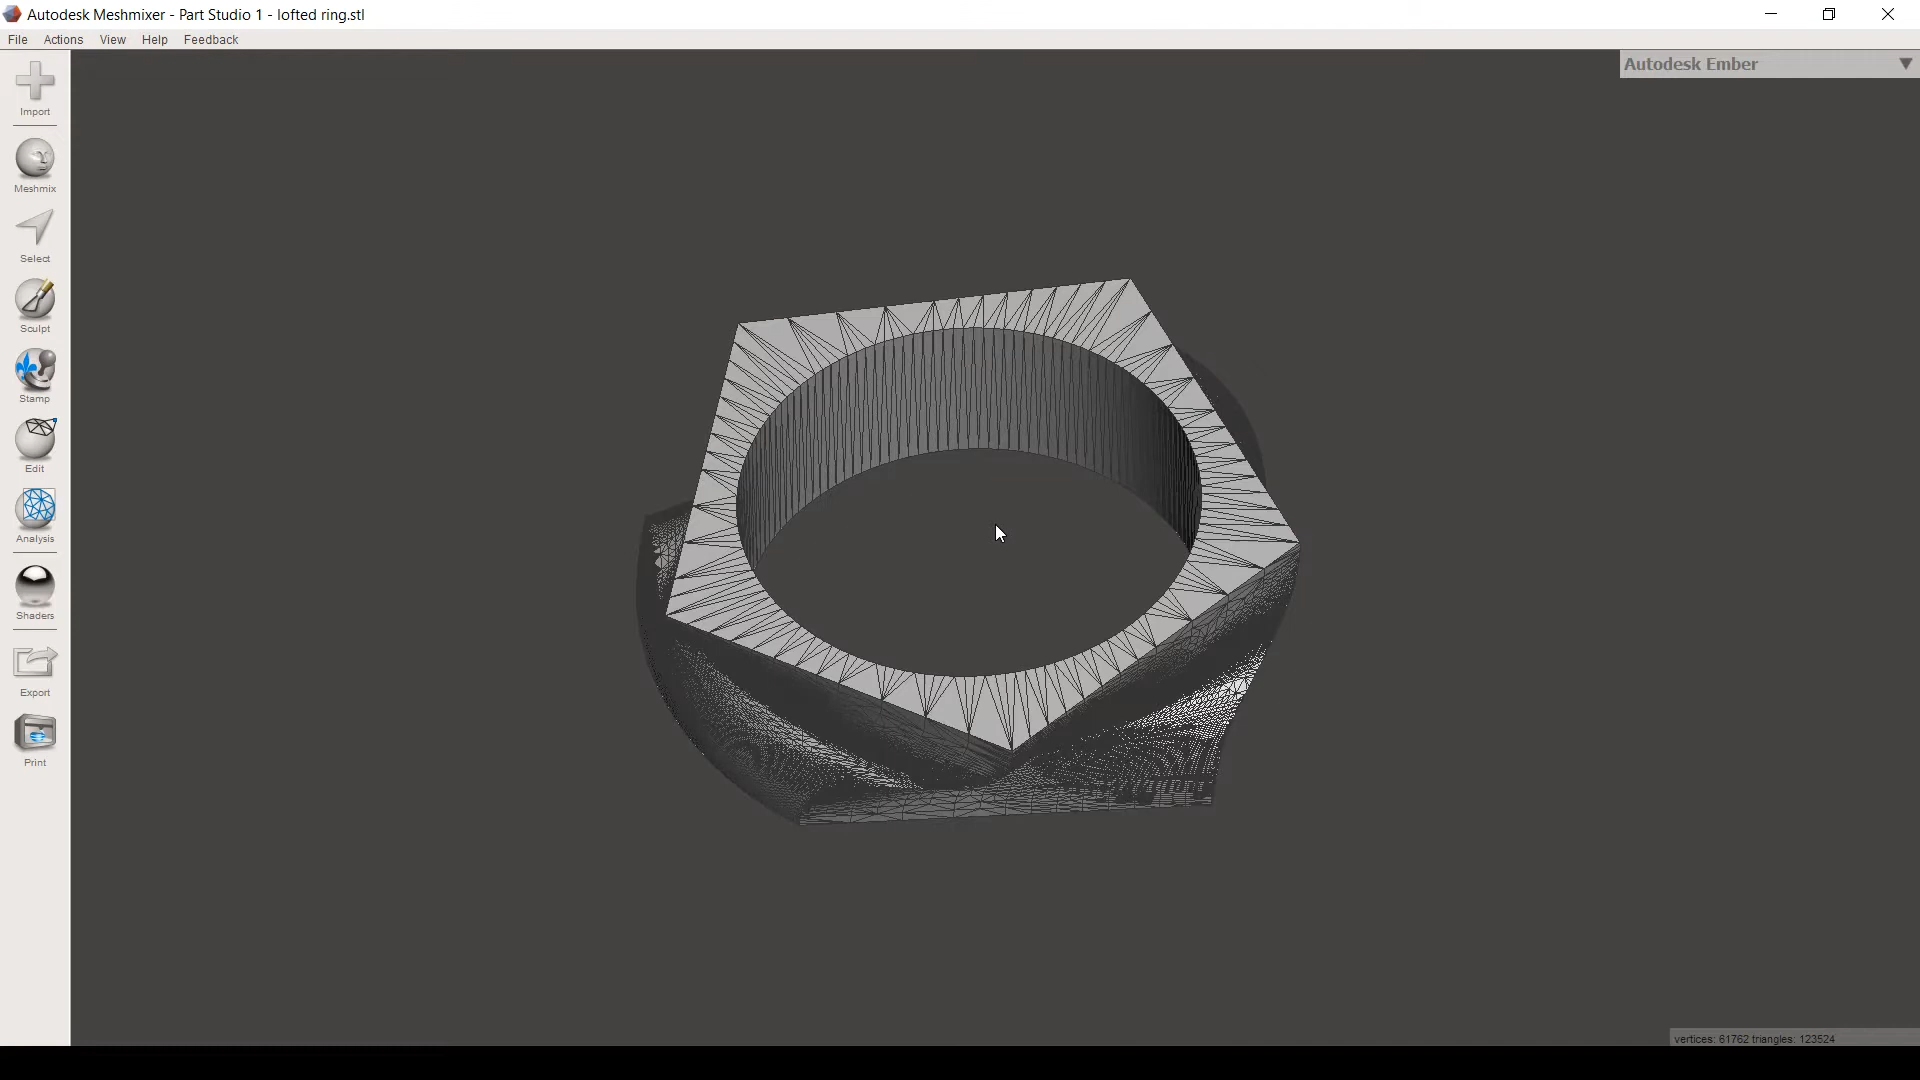 Autodesk Meshmixer - Part Studio 1 - lofted ring.stl
File Actions View Help Feedback
Autodesk Ember
Import
Meshmix
Select
Sculpt
Stamp
Edit
Analysis
Shaders
Export
Print
vertices: 61762 triangles: 123524